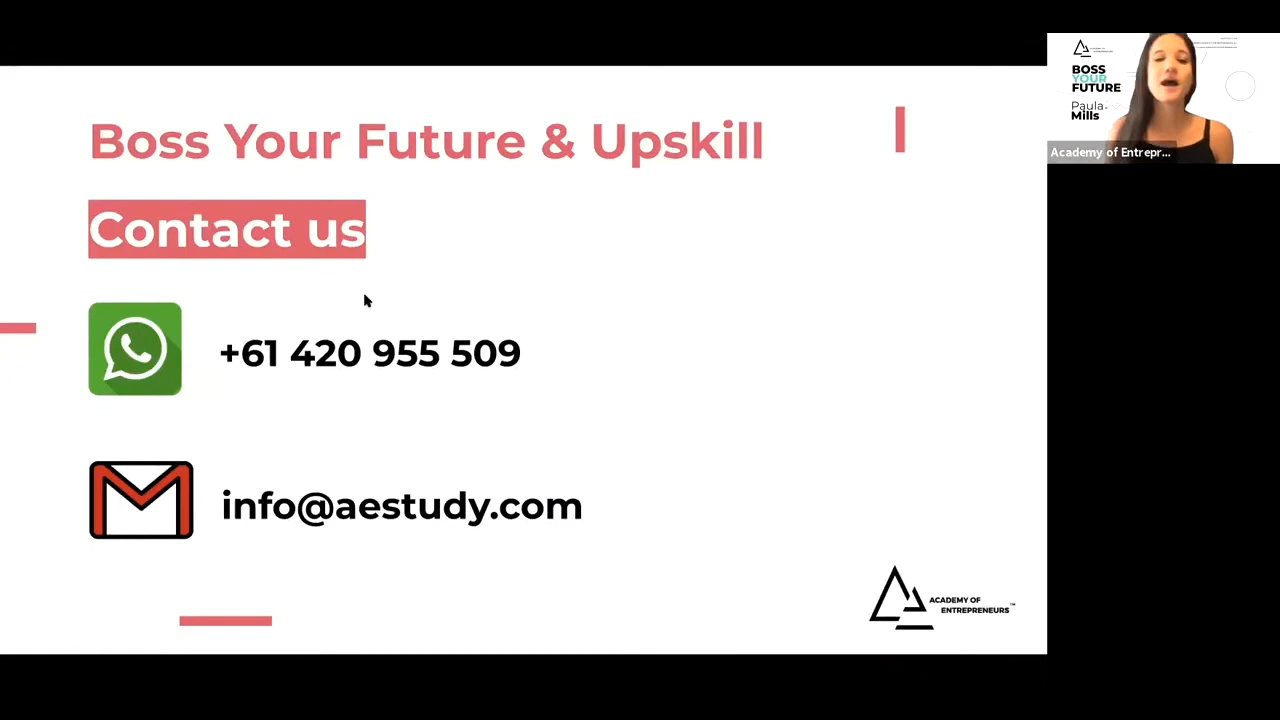 Boss Your Future & Upskill
Contact us
+61 420 955 509
info@aestudy.com
ACADEMY OF
ENTREPRENEURS™
BOSS
YOUR
FUTURE
Paula
Mills
Academy of Entrepr...